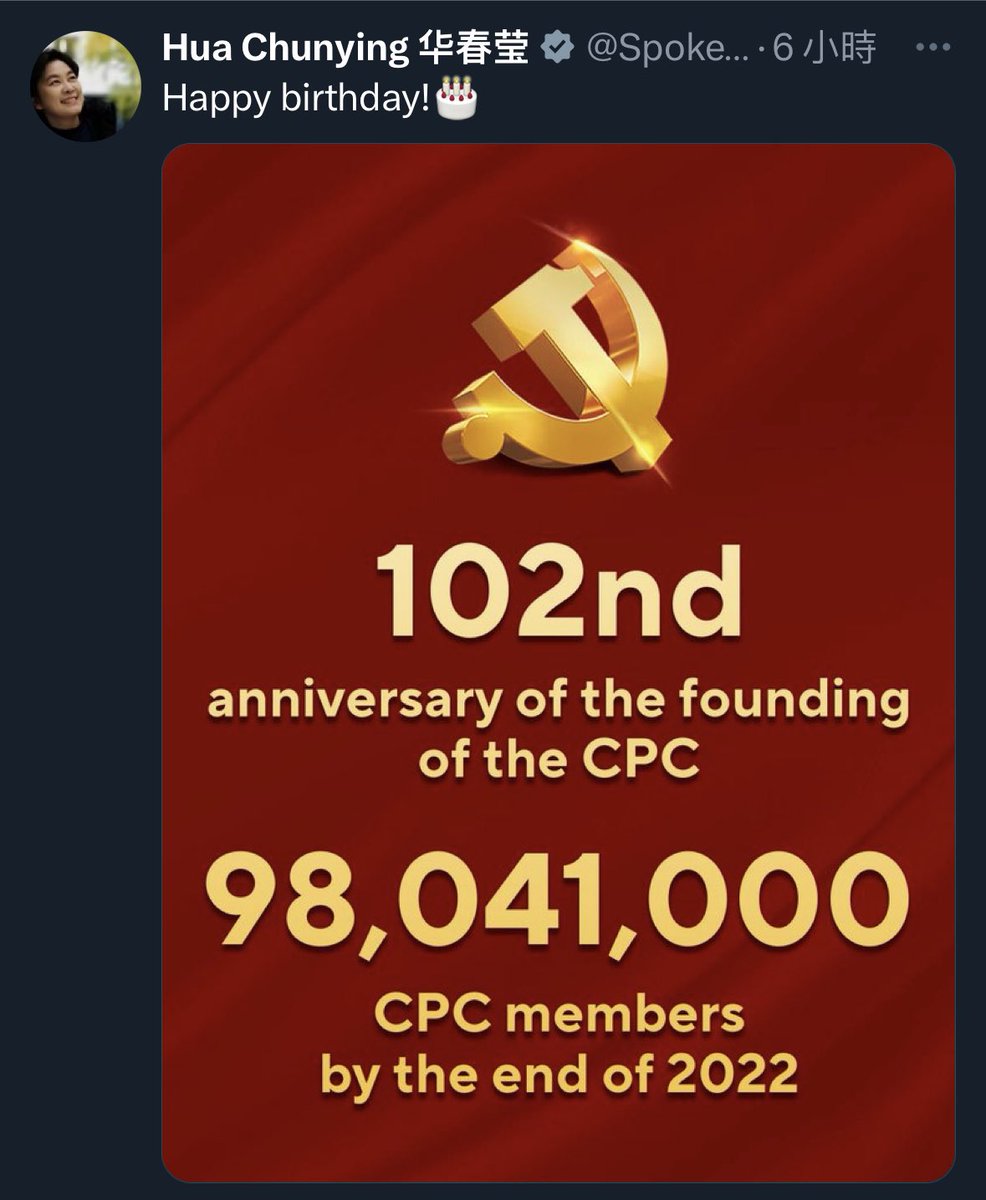 Hua Chunying 华春莹 @Spoke... · 6 小時
Happy birthday!🎂
102nd
anniversary of the founding
of the CPC
98,041,000
CPC members
by the end of 2022